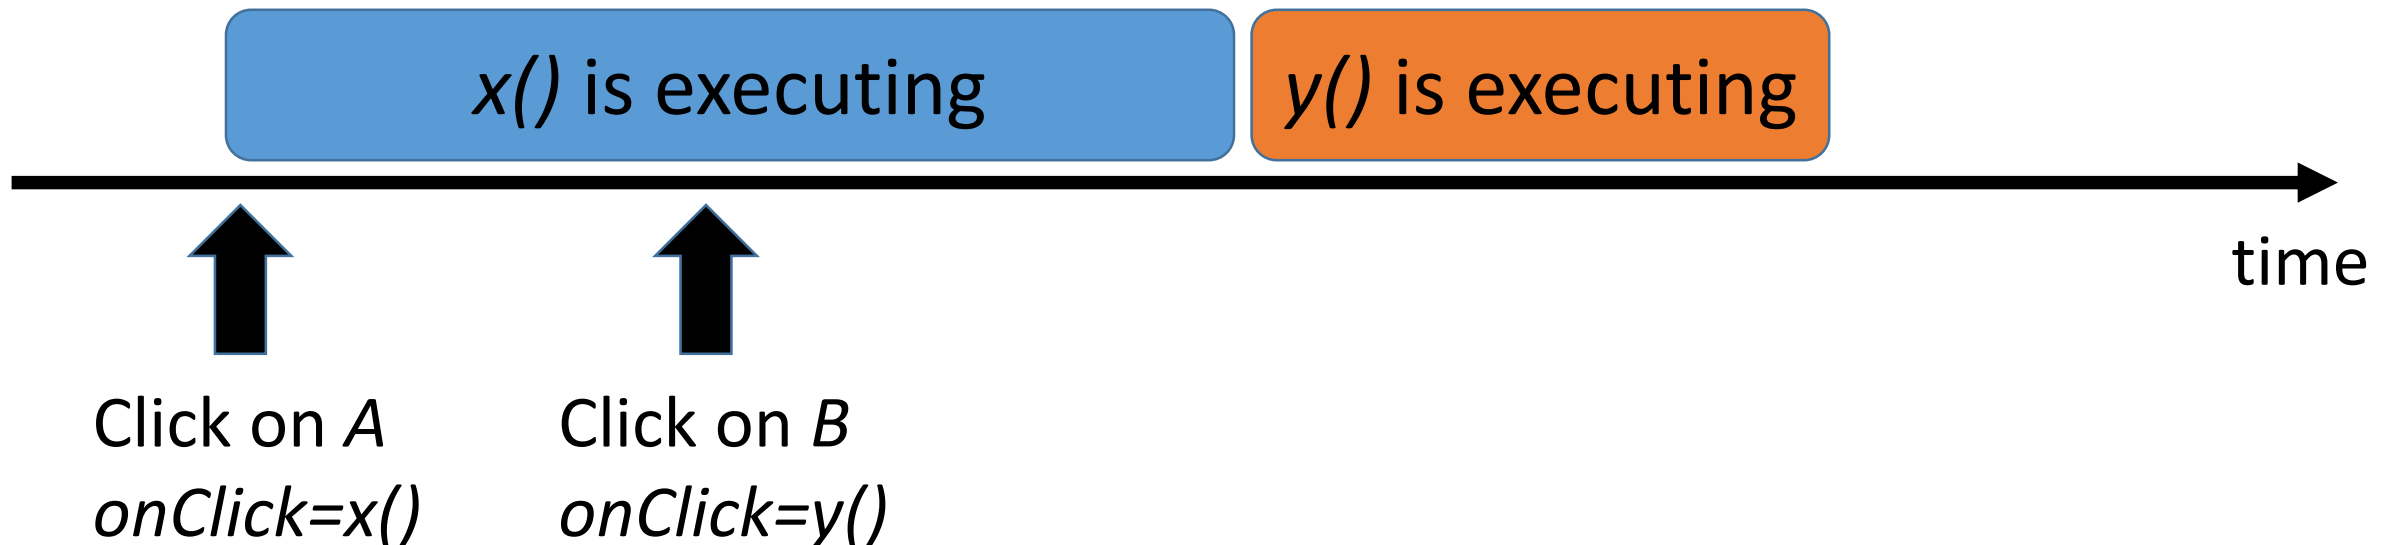 x() is executing
y() is executing
time
Click on A
onClick=x()
Click on B
onClick=y()